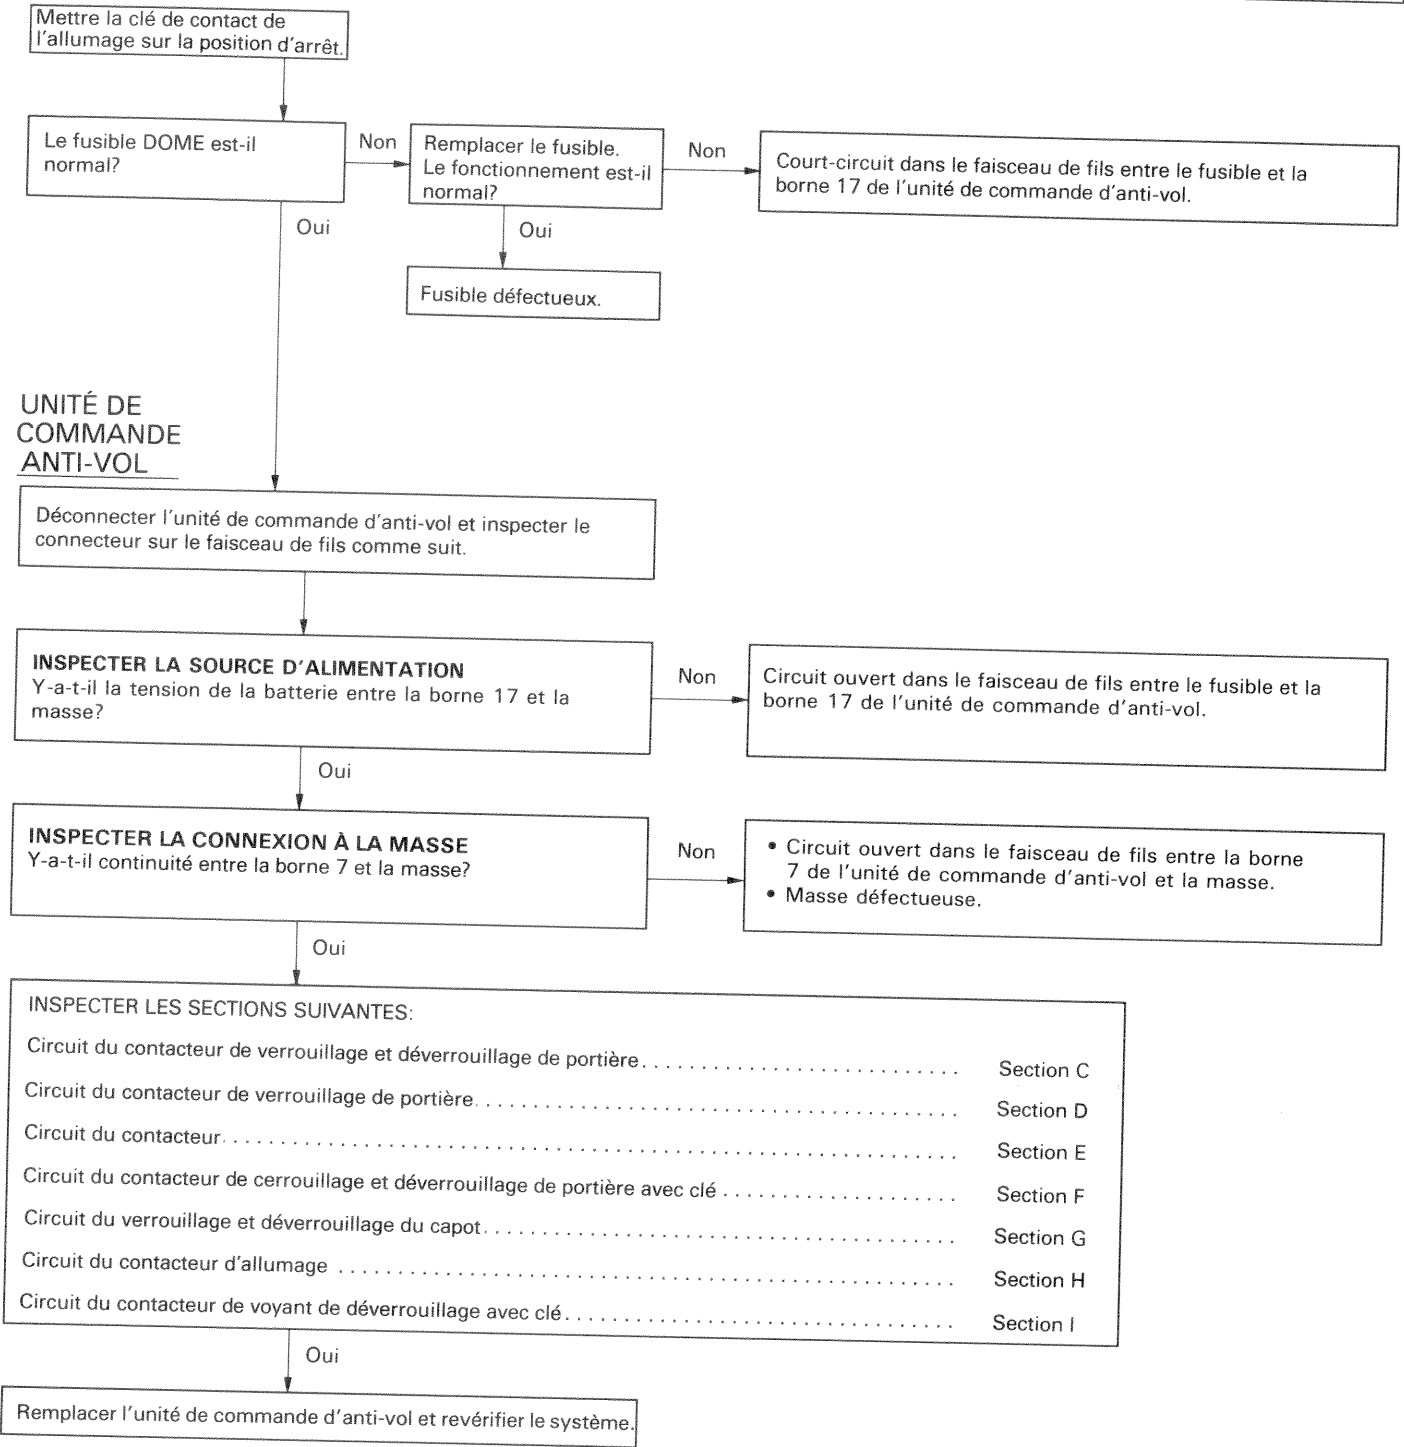 Mettre la clé de contact de
l'allumage sur la position d'arrêt.
Le fusible DOME est-il
normal?
Non
Remplacer le fusible.
Le fonctionnement est-il
normal?
Non
Court-circuit dans le faisceau de fils entre le fusible et la
borne 17 de l'unité de commande d'anti-vol.
Oui
Oui
Fusible défectueux.
UNITÉ DE
COMMANDE
ANTI-VOL
Déconnecter l'unité de commande d'anti-vol et inspecter le
connecteur sur le faisceau de fils comme suit.
INSPECTER LA SOURCE D'ALIMENTATION
Y-a-t-il la tension de la batterie entre la borne 17 et la
masse?
Non
Circuit ouvert dans le faisceau de fils entre le fusible et la
borne 17 de l'unité de commande d'anti-vol.
Oui
INSPECTER LA CONNEXION À LA MASSE
Y-a-t-il continuité entre la borne 7 et la masse?
Non
• Circuit ouvert dans le faisceau de fils entre la borne
7 de l'unité de commande d'anti-vol et la masse.
• Masse défectueuse.
Oui
INSPECTER LES SECTIONS SUIVANTES:
Circuit du contacteur de verrouillage et déverrouillage de portière........................... Section C
Circuit du contacteur de verrouillage de portière......................................... Section D
Circuit du contacteur.............................................................. Section E
Circuit du contacteur de cerrouillage et déverrouillage de portière avec clé .................... Section F
Circuit du verrouillage et déverrouillage du capot........................................ Section G
Circuit du contacteur d'allumage .................................................... Section H
Circuit du contacteur de voyant de déverrouillage avec clé................................. Section I
Oui
Remplacer l'unité de commande d'anti-vol et revérifier le système.